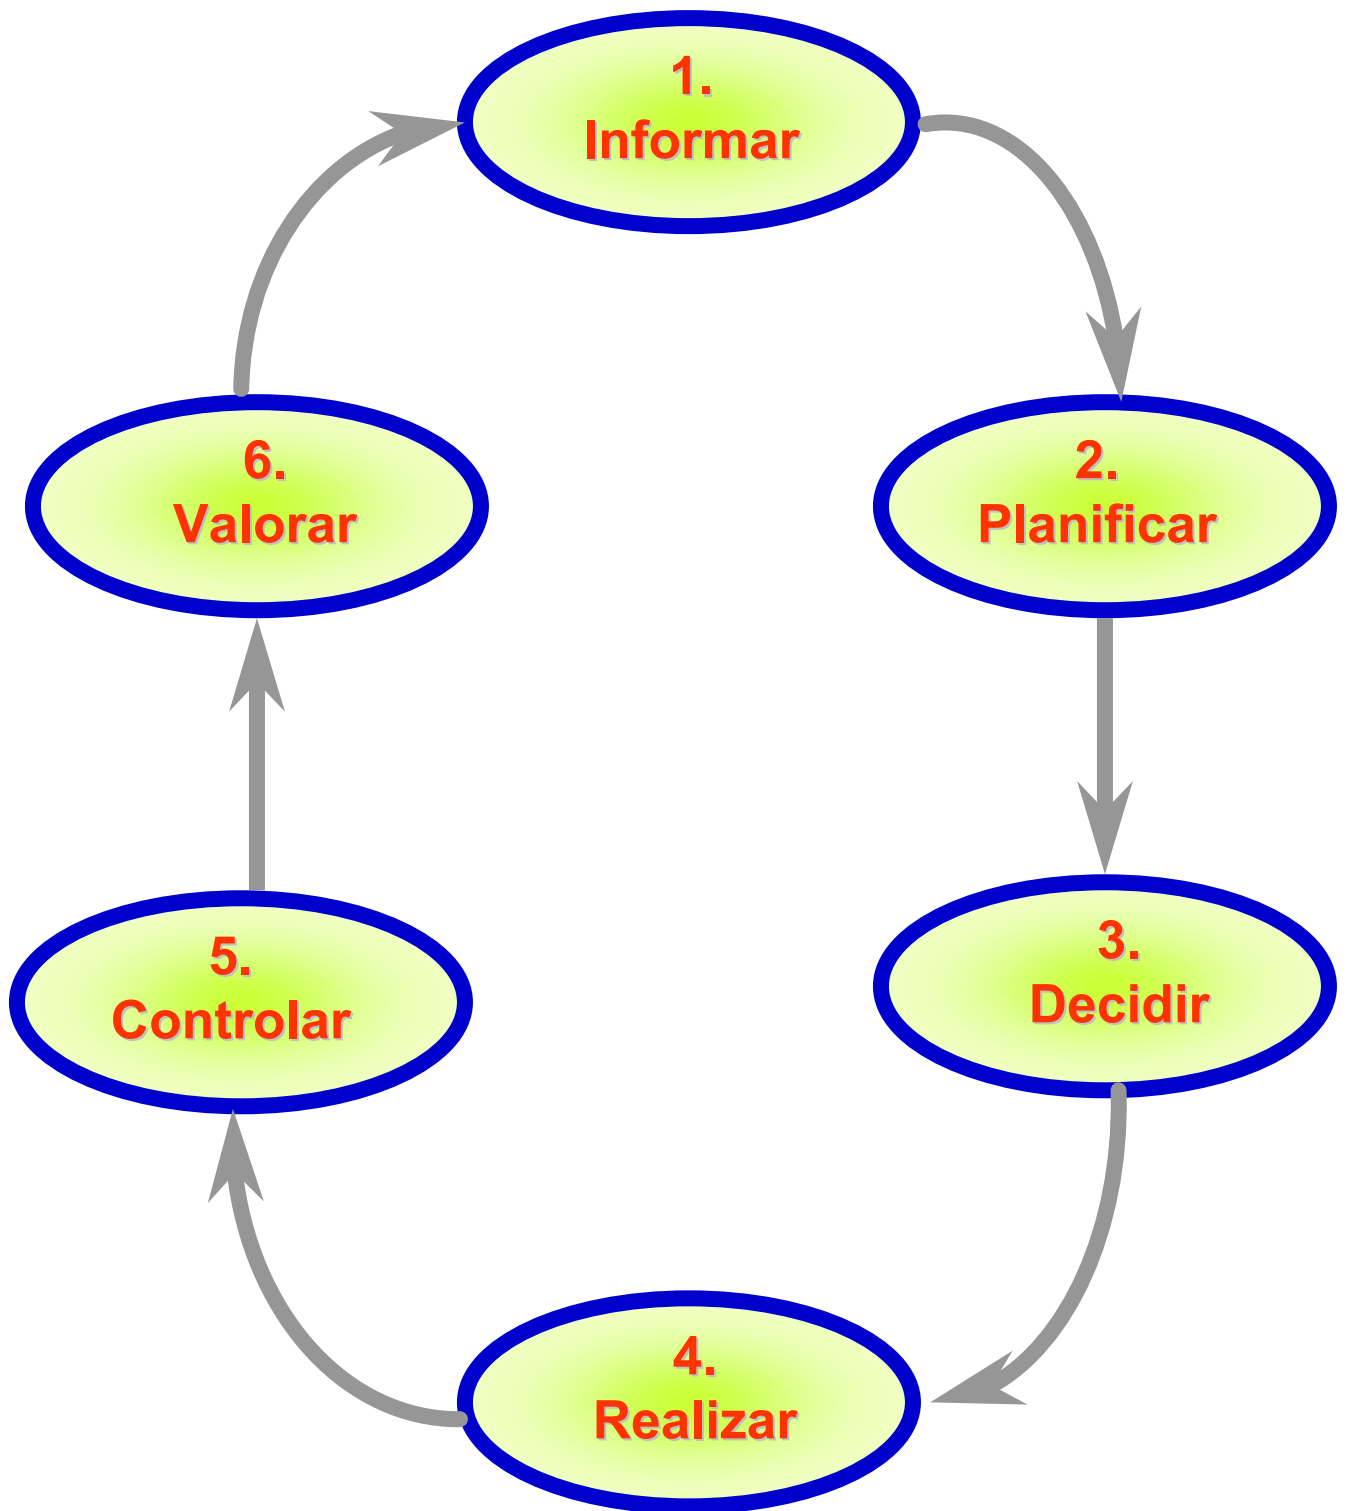 1.
Informar
2.
Planificar
3.
Decidir
4.
Realizar
5.
Controlar
6.
Valorar